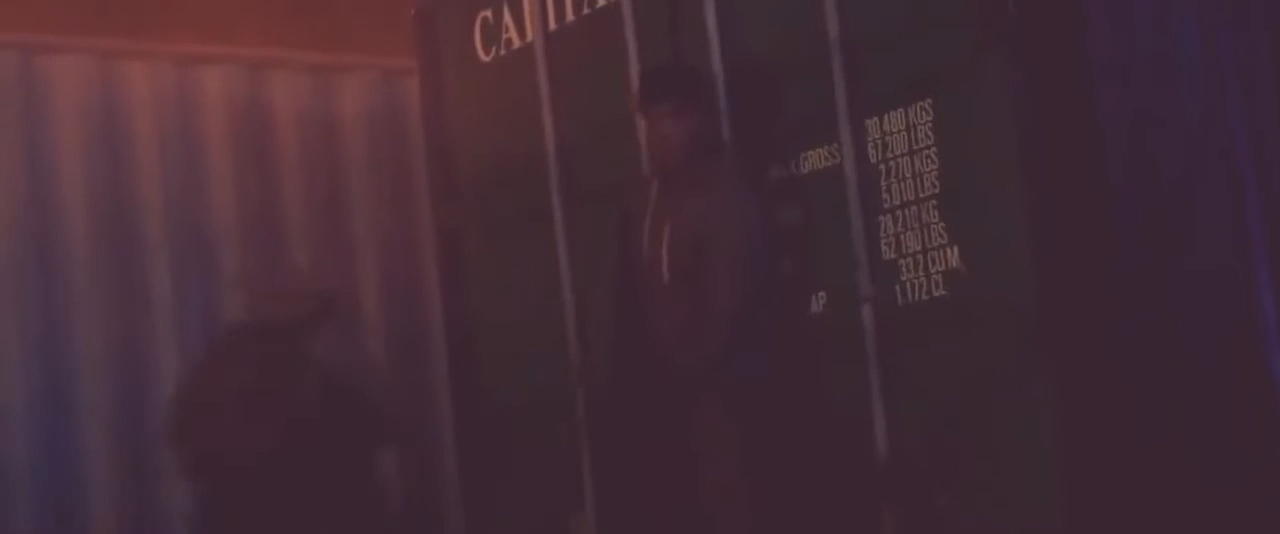 GROSS
30.480 KGS
67.200 LBS
2.270 KGS
5.010 LBS
28.210 KG
62.190 LBS
33.2 CU M
AP
1.172 CL